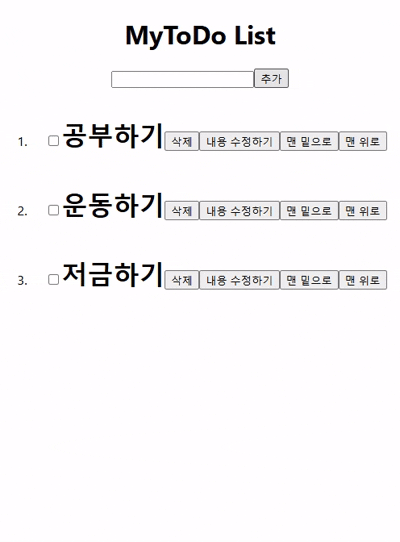 MyToDo List
추가
1. 공부하기 삭제 내용 수정하기 맨 밑으로 맨 위로
2. 운동하기 삭제 내용 수정하기 맨 밑으로 맨 위로
3. 저금하기 삭제 내용 수정하기 맨 밑으로 맨 위로